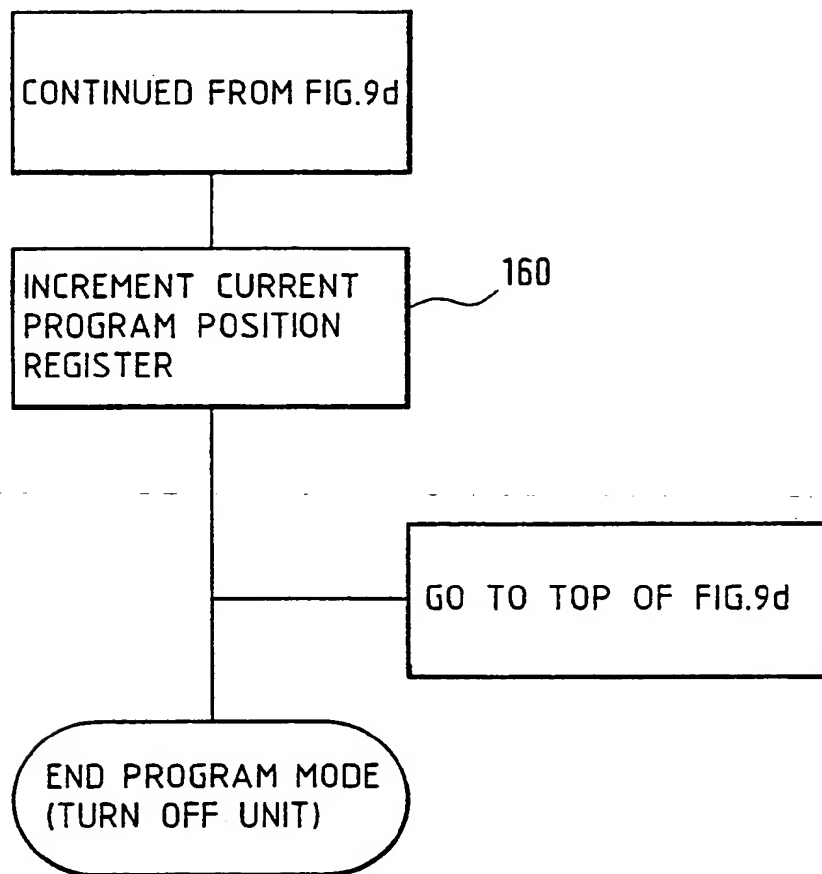 CONTINUED FROM FIG.9d
INCREMENT CURRENT
PROGRAM POSITION
REGISTER
160
GO TO TOP OF FIG.9d
END PROGRAM MODE
(TURN OFF UNIT)